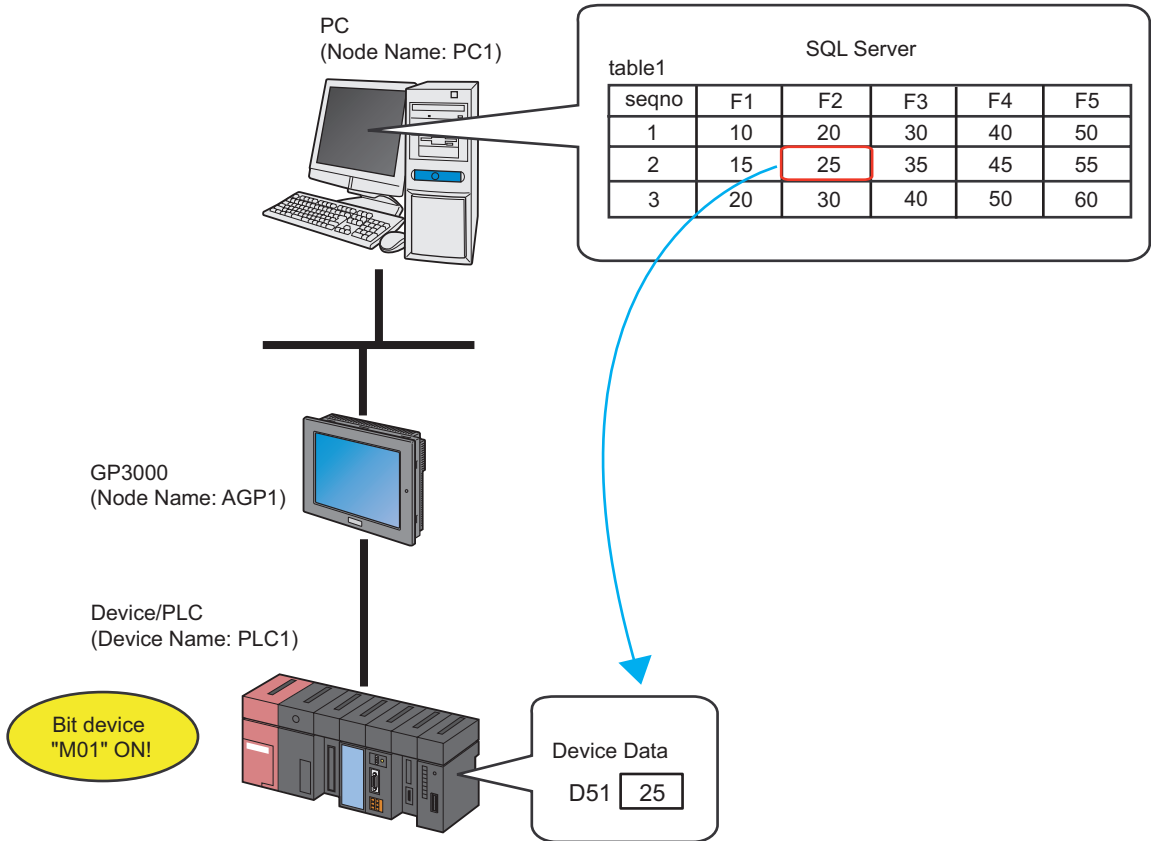 PC
(Node Name: PC1)
SQL Server
table1
seqno F1 F2 F3 F4 F5
1 10 20 30 40 50
2 15 25 35 45 55
3 20 30 40 50 60
GP3000
(Node Name: AGP1)
Device/PLC
(Device Name: PLC1)
Bit device
"M01" ON!
Device Data
D51 25